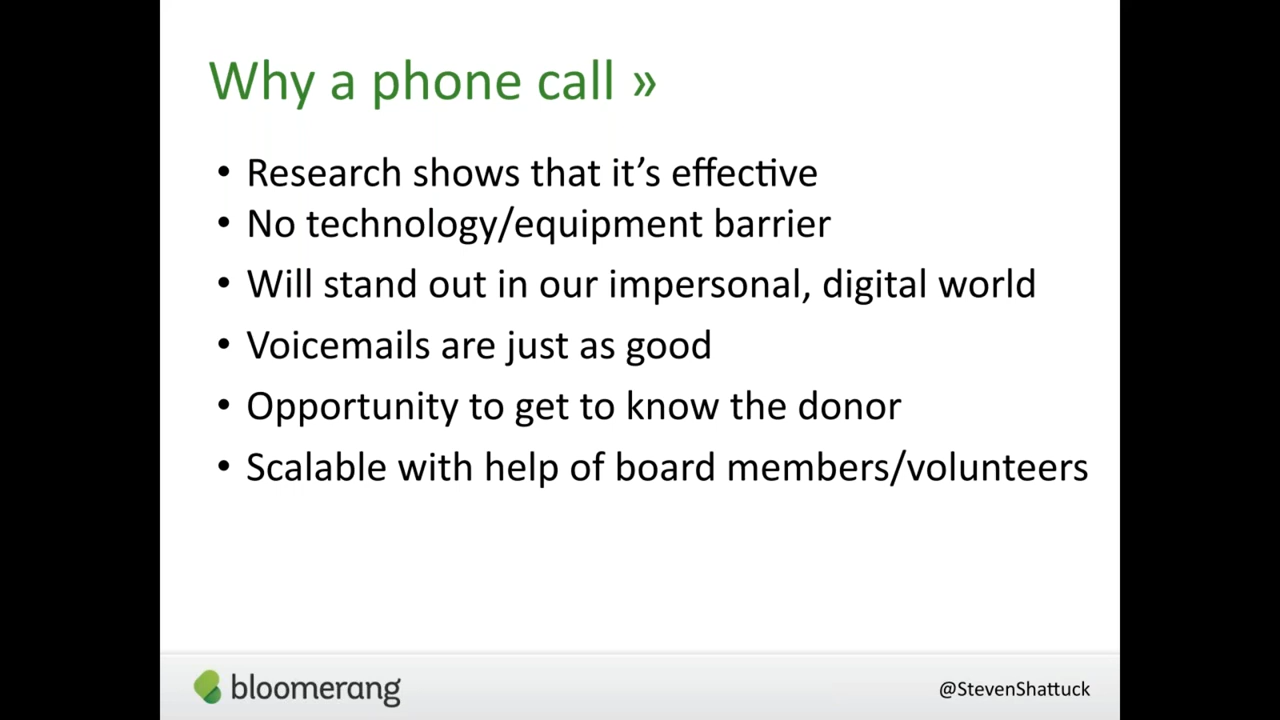 Why a phone call »
• Research shows that it’s effective
• No technology/equipment barrier
• Will stand out in our impersonal, digital world
• Voicemails are just as good
• Opportunity to get to know the donor
• Scalable with help of board members/volunteers
bloomerang
@StevenShattuck